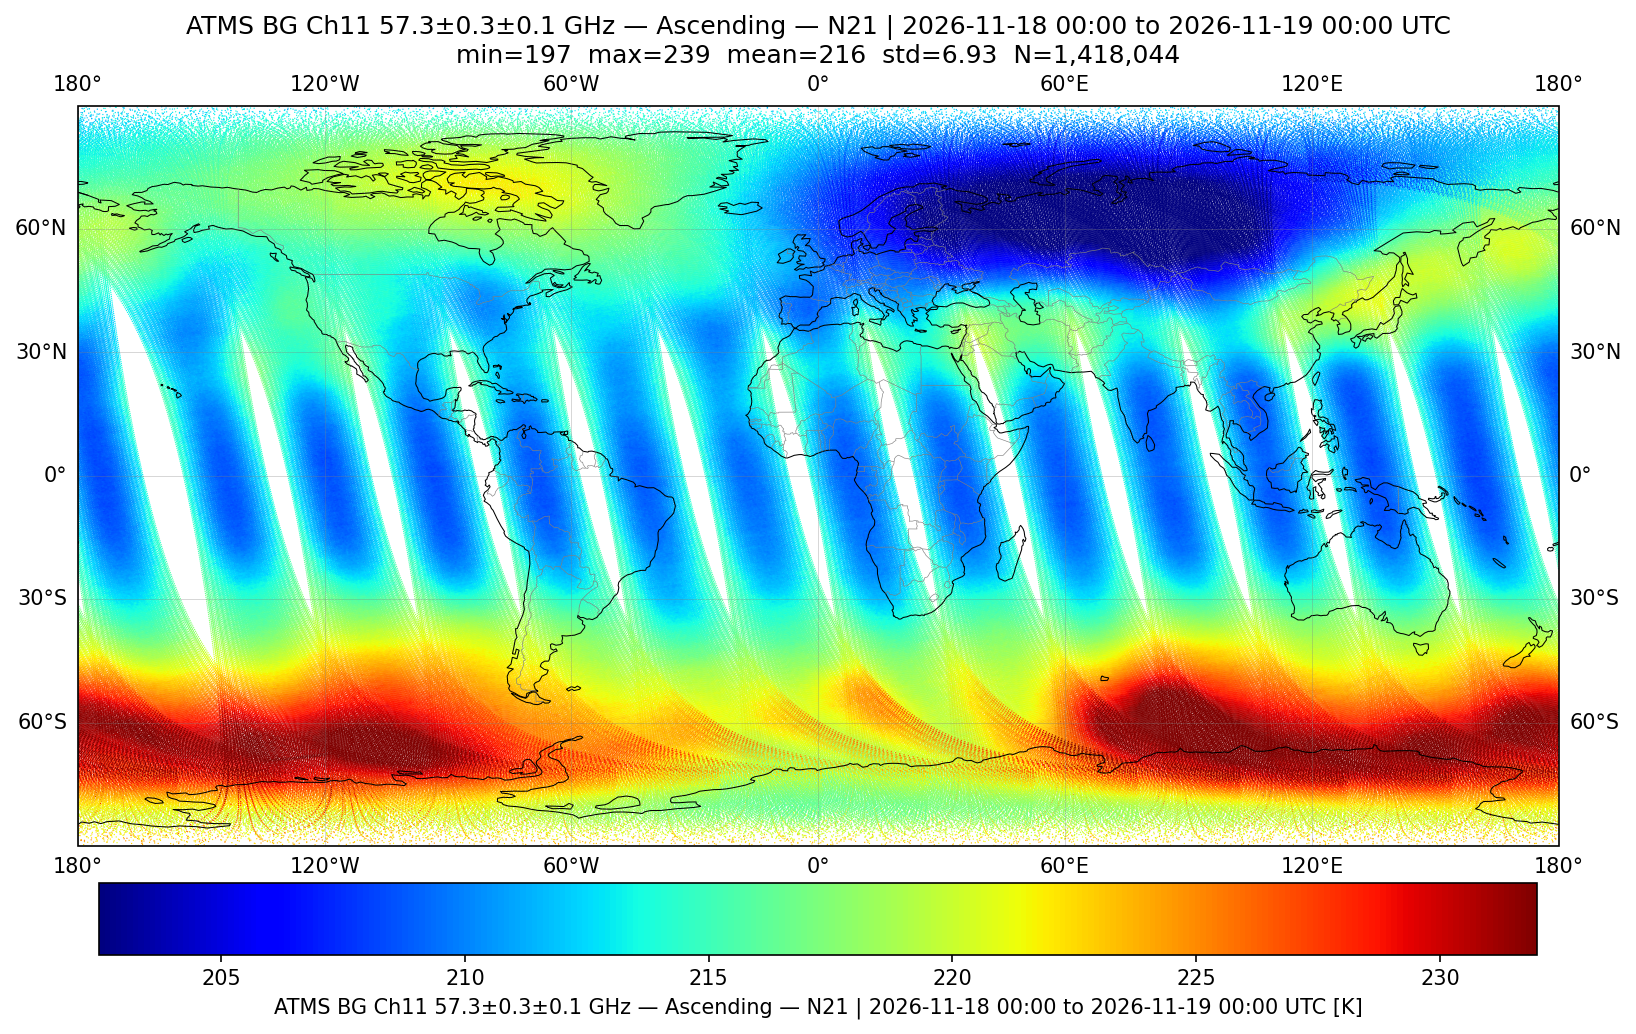 ATMS BG Ch11 57.3±0.3±0.1 GHz — Ascending — N21 | 2026-11-18 00:00 to 2026-11-19 00:00 UTC
min=197 max=239 mean=216 std=6.93 N=1,418,044
180° 120°W 60°W 0° 60°E 120°E 180°
60°N 60°N
30°N 30°N
0° 0°
30°S 30°S
60°S 60°S
180° 120°W 60°W 0° 60°E 120°E 180°
205 210 215 220 225 230
ATMS BG Ch11 57.3±0.3±0.1 GHz — Ascending — N21 | 2026-11-18 00:00 to 2026-11-19 00:00 UTC [K]